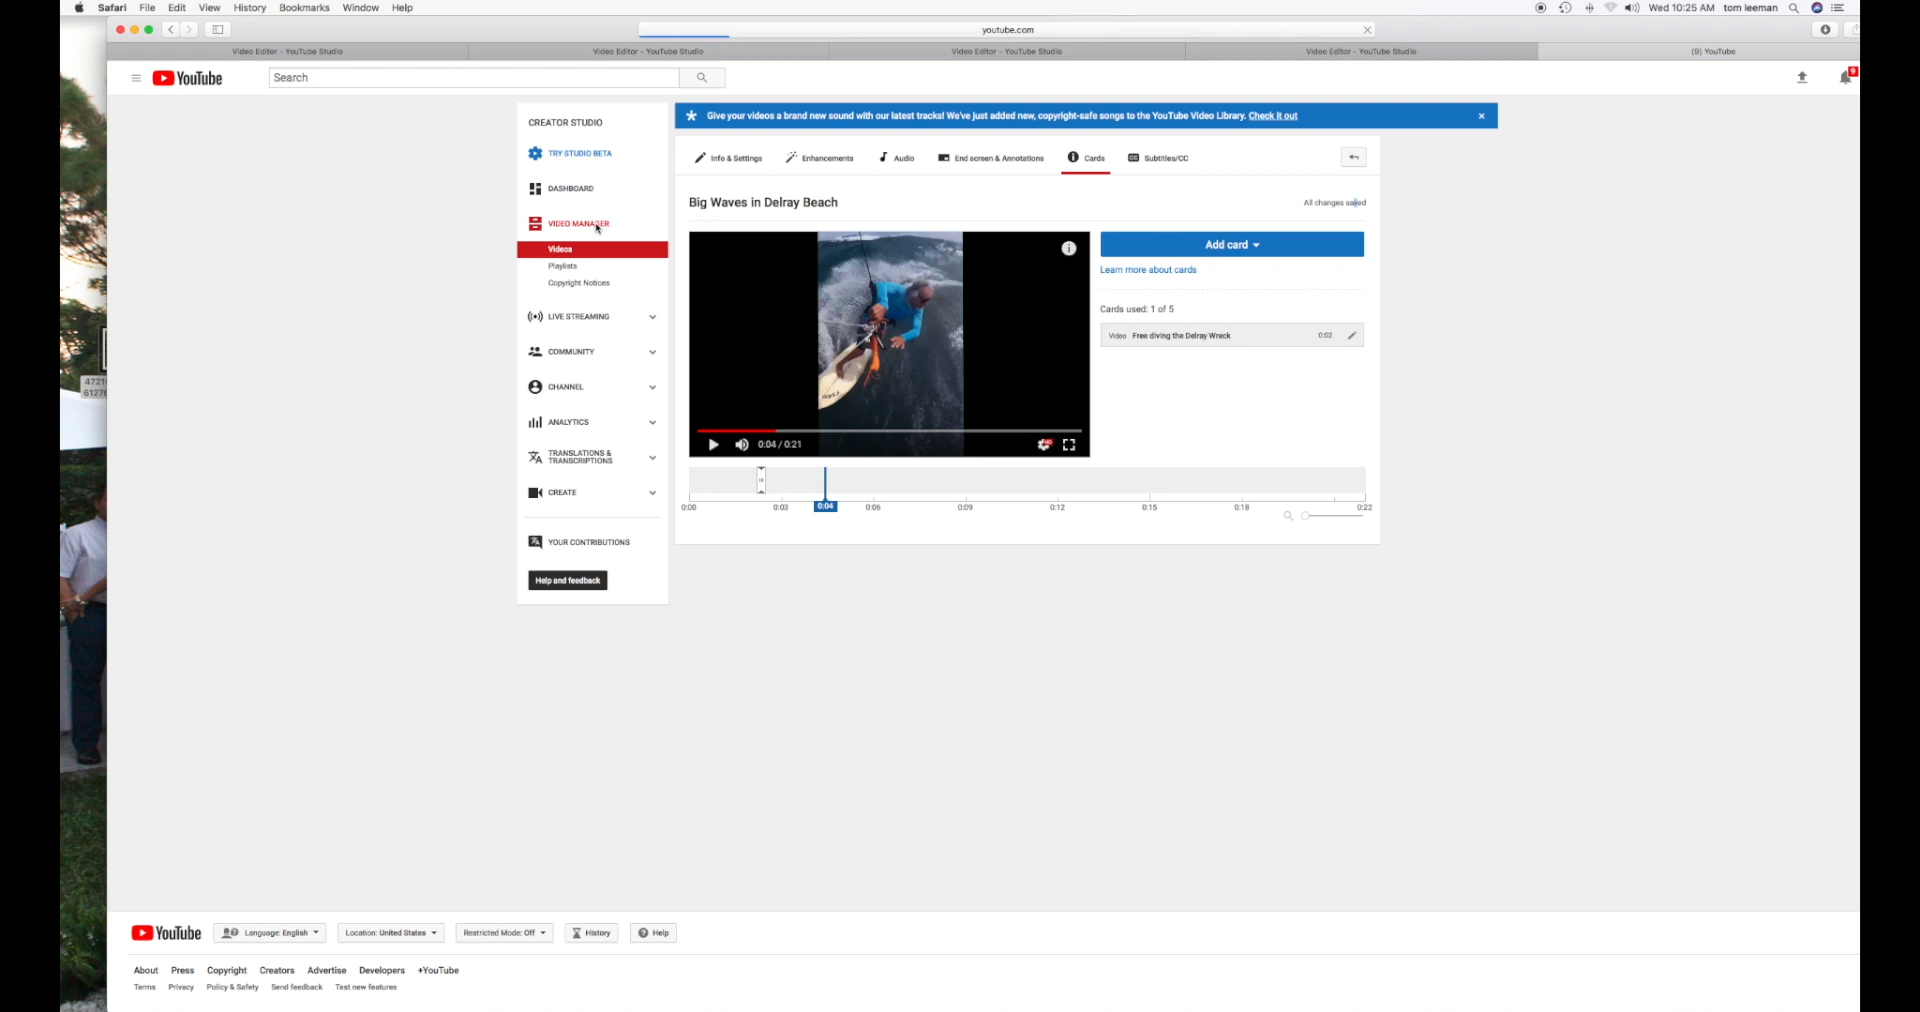 Safari File Edit View History Bookmarks Window Help
Wed 10:25 AM tom leeman
youtube.com
Video Editor - YouTube Studio
Video Editor - YouTube Studio
Video Editor - YouTube Studio
Video Editor - YouTube Studio
(9) YouTube
YouTube
Search
9
CREATOR STUDIO
TRY STUDIO BETA
DASHBOARD
VIDEO MANAGER
Videos
Playlists
Copyright Notices
LIVE STREAMING
COMMUNITY
CHANNEL
ANALYTICS
TRANSLATIONS &
TRANSCRIPTIONS
CREATE
YOUR CONTRIBUTIONS
Help and feedback
Give your videos a brand new sound with our latest tracks! We've just added new, copyright-safe songs to the YouTube Video Library. Check it out
Info & Settings Enhancements Audio End screen & Annotations Cards Subtitles/CC
Big Waves in Delray Beach
All changes saved
0:04 / 0:21
HD
Add card
Learn more about cards
Cards used: 1 of 5
Video Free diving the Delray Wreck 0:02
0:00 0:03 0:04 0:06 0:09 0:12 0:15 0:18 0:22
YouTube Language: English Location: United States Restricted Mode: Off History Help
About Press Copyright Creators Advertise Developers +YouTube
Terms Privacy Policy & Safety Send feedback Test new features